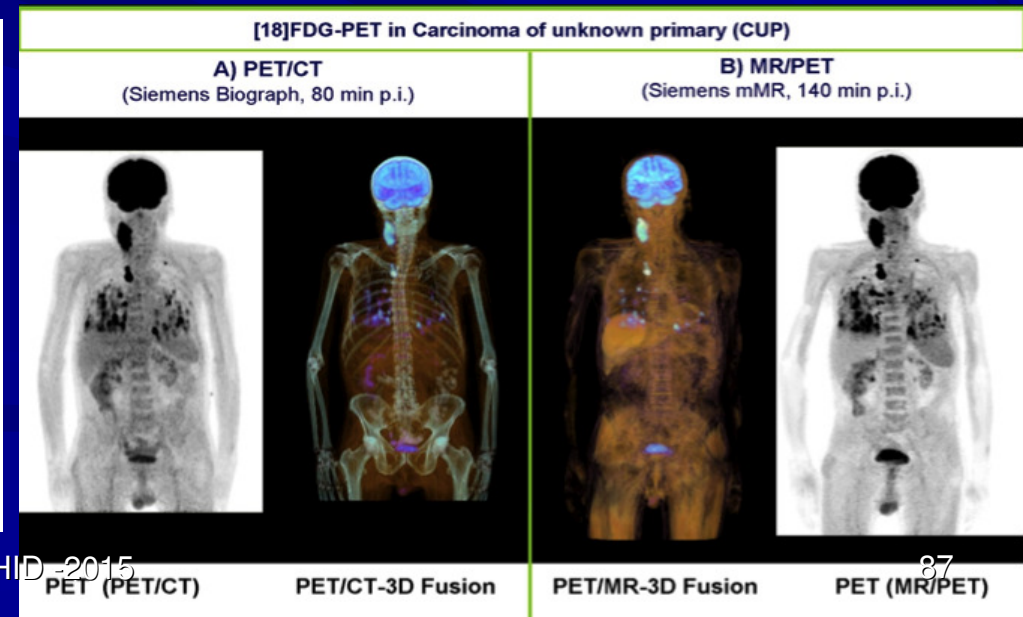 [18]FDG-PET in Carcinoma of unknown primary (CUP)
A) PET/CT
(Siemens Biograph, 80 min p.i.)
B) MR/PET
(Siemens mMR, 140 min p.i.)
HID -2015
87
PET (PET/CT)
PET/CT-3D Fusion
PET/MR-3D Fusion
PET (MR/PET)